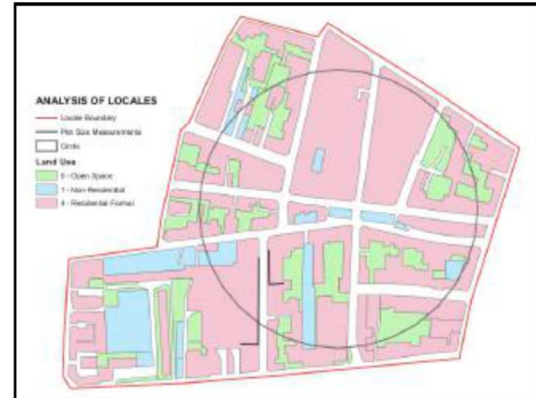 ANALYSIS OF LOCALES
Locale Boundary
Plot Size Measurements
Circle
Land Use
0 - Open Space
1 - Non-Residential
4 - Residential Formal